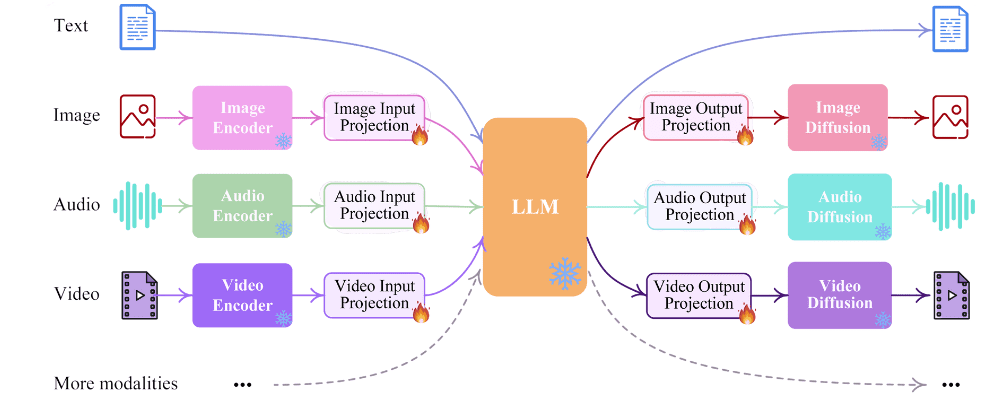 Text
Image
Image
Encoder
Image Input
Projection
Image Output
Projection
Image
Diffusion
Audio
Audio
Encoder
Audio Input
Projection
LLM
Audio Output
Projection
Audio
Diffusion
Video
Video
Encoder
Video Input
Projection
Video Output
Projection
Video
Diffusion
More modalities
...
...